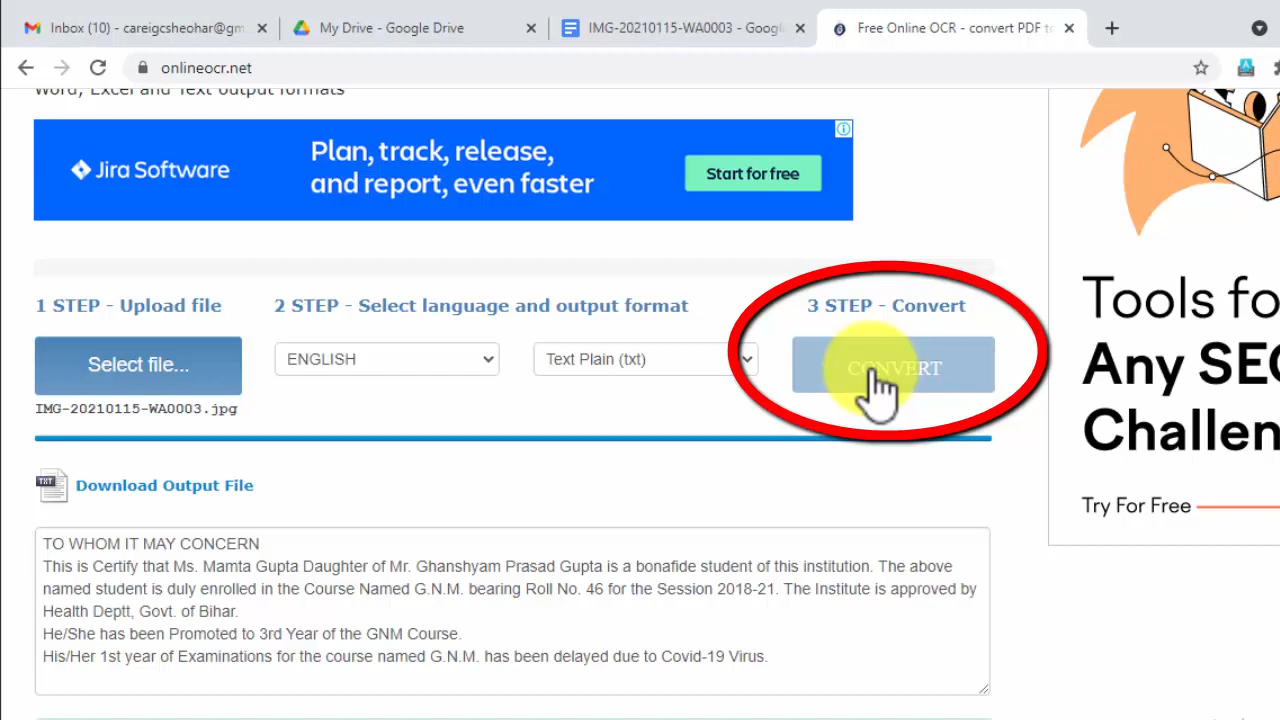 Inbox (10) - careigcsheohar@gm
My Drive - Google Drive
IMG-20210115-WA0003 - Googl
Free Online OCR - convert PDF to
onlineocr.net
Word, Excel and Text output formats
Jira Software
Plan, track, release,
and report, even faster
Start for free
1 STEP - Upload file
2 STEP - Select language and output format
3 STEP - Convert
Select file...
ENGLISH
Text Plain (txt)
CONVERT
IMG-20210115-WA0003.jpg
TXT
Download Output File
TO WHOM IT MAY CONCERN
This is Certify that Ms. Mamta Gupta Daughter of Mr. Ghanshyam Prasad Gupta is a bonafide student of this institution. The above
named student is duly enrolled in the Course Named G.N.M. bearing Roll No. 46 for the Session 2018-21. The Institute is approved by
Health Deptt, Govt. of Bihar.
He/She has been Promoted to 3rd Year of the GNM Course.
His/Her 1st year of Examinations for the course named G.N.M. has been delayed due to Covid-19 Virus.
Tools fo
Any SEO
Challen
Try For Free